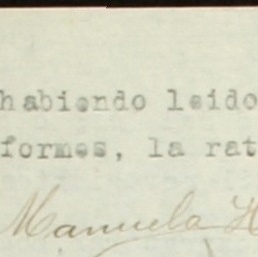 habiendo leido
formes, la rat
Manuela H